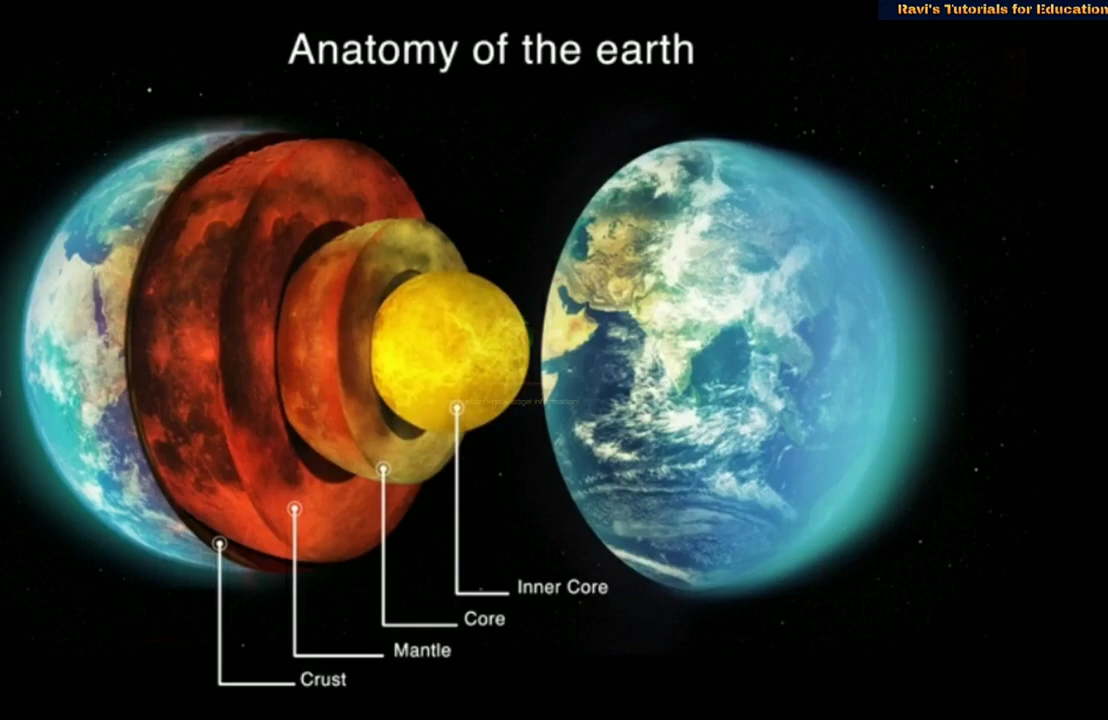 Ravi's Tutorials for Education
Anatomy of the earth
Inner Core
Core
Mantle
Crust